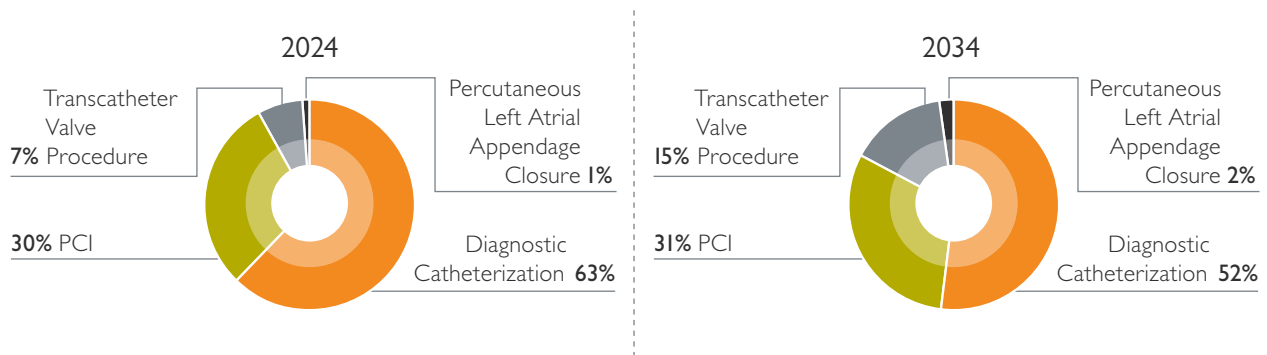 2024
Transcatheter
Valve
7% Procedure
Percutaneous
Left Atrial
Appendage
Closure 1%
30% PCI
Diagnostic
Catheterization 63%
2034
Transcatheter
Valve
15% Procedure
Percutaneous
Left Atrial
Appendage
Closure 2%
31% PCI
Diagnostic
Catheterization 52%